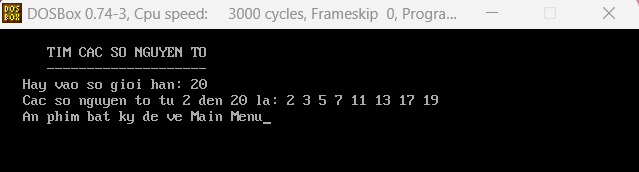 DOS BOX DOSBox 0.74-3, Cpu speed: 3000 cycles, Frameskip 0, Progra...
TIM CAC SO NGUYEN TO
--------------------
Hay vao so gioi han: 20
Cac so nguyen to tu 2 den 20 la: 2 3 5 7 11 13 17 19
An phim bat ky de ve Main Menu_